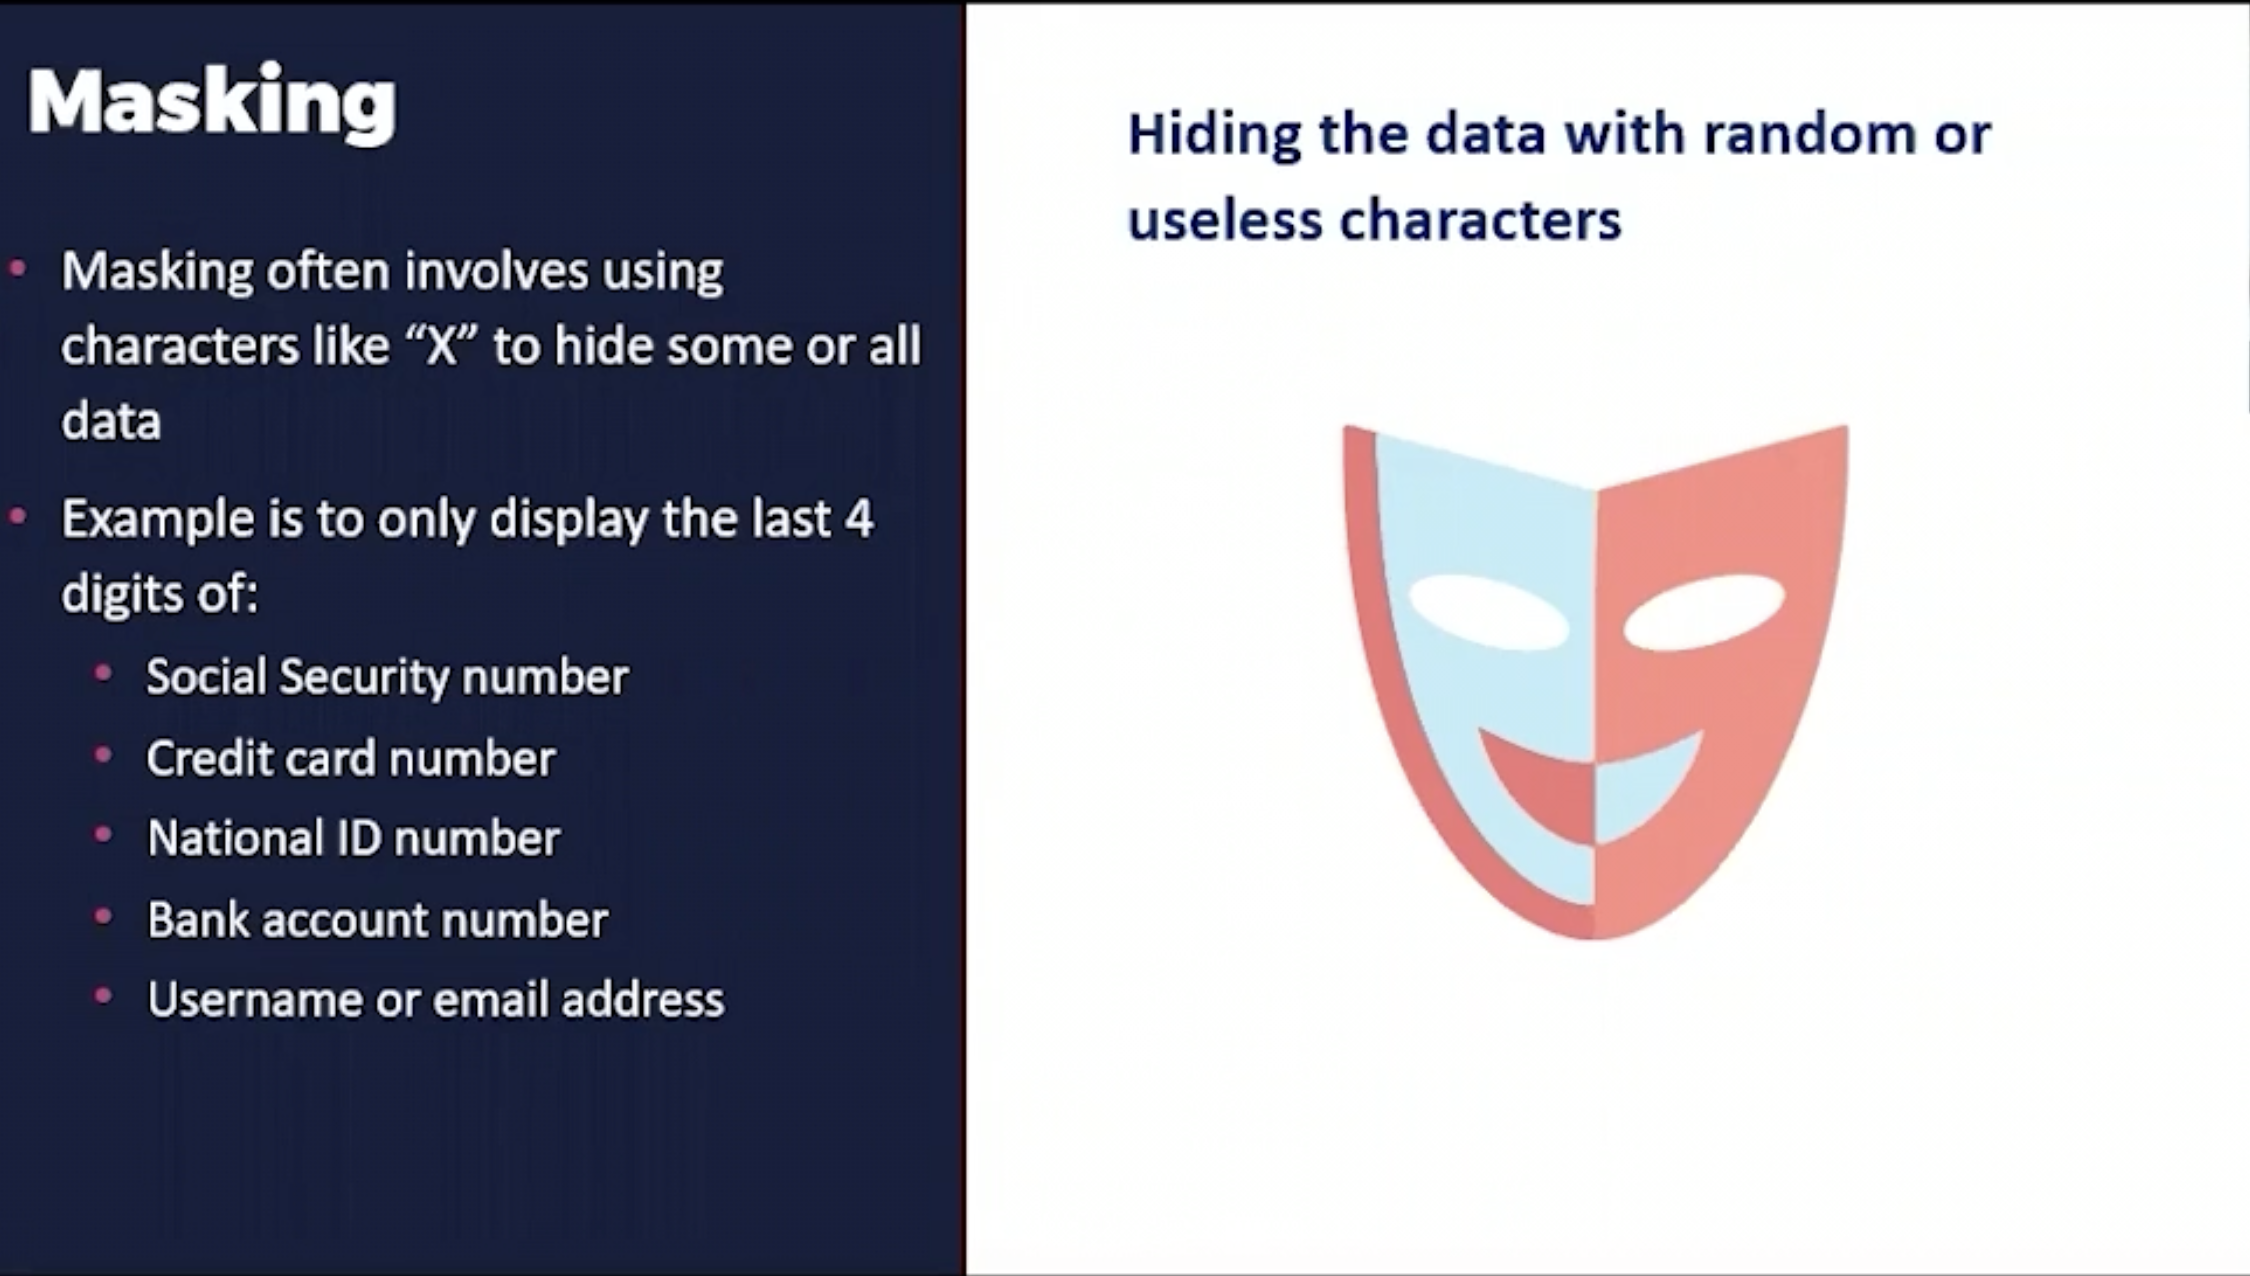 Masking
Masking often involves using
characters like “X” to hide some or all
data
Example is to only display the last 4
digits of:
Social Security number
Credit card number
National ID number
Bank account number
Username or email address
Hiding the data with random or
useless characters